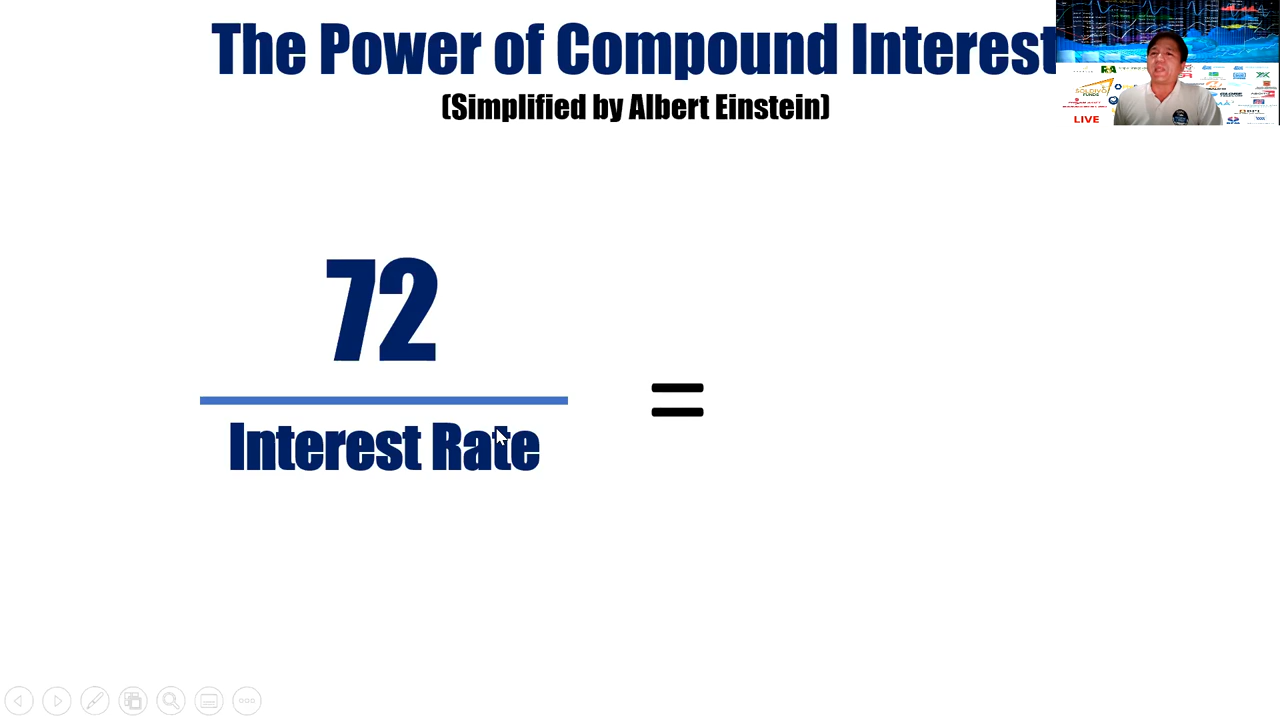 The Power of Compound Interest
(Simplified by Albert Einstein)
72
Interest Rate
=
LIVE